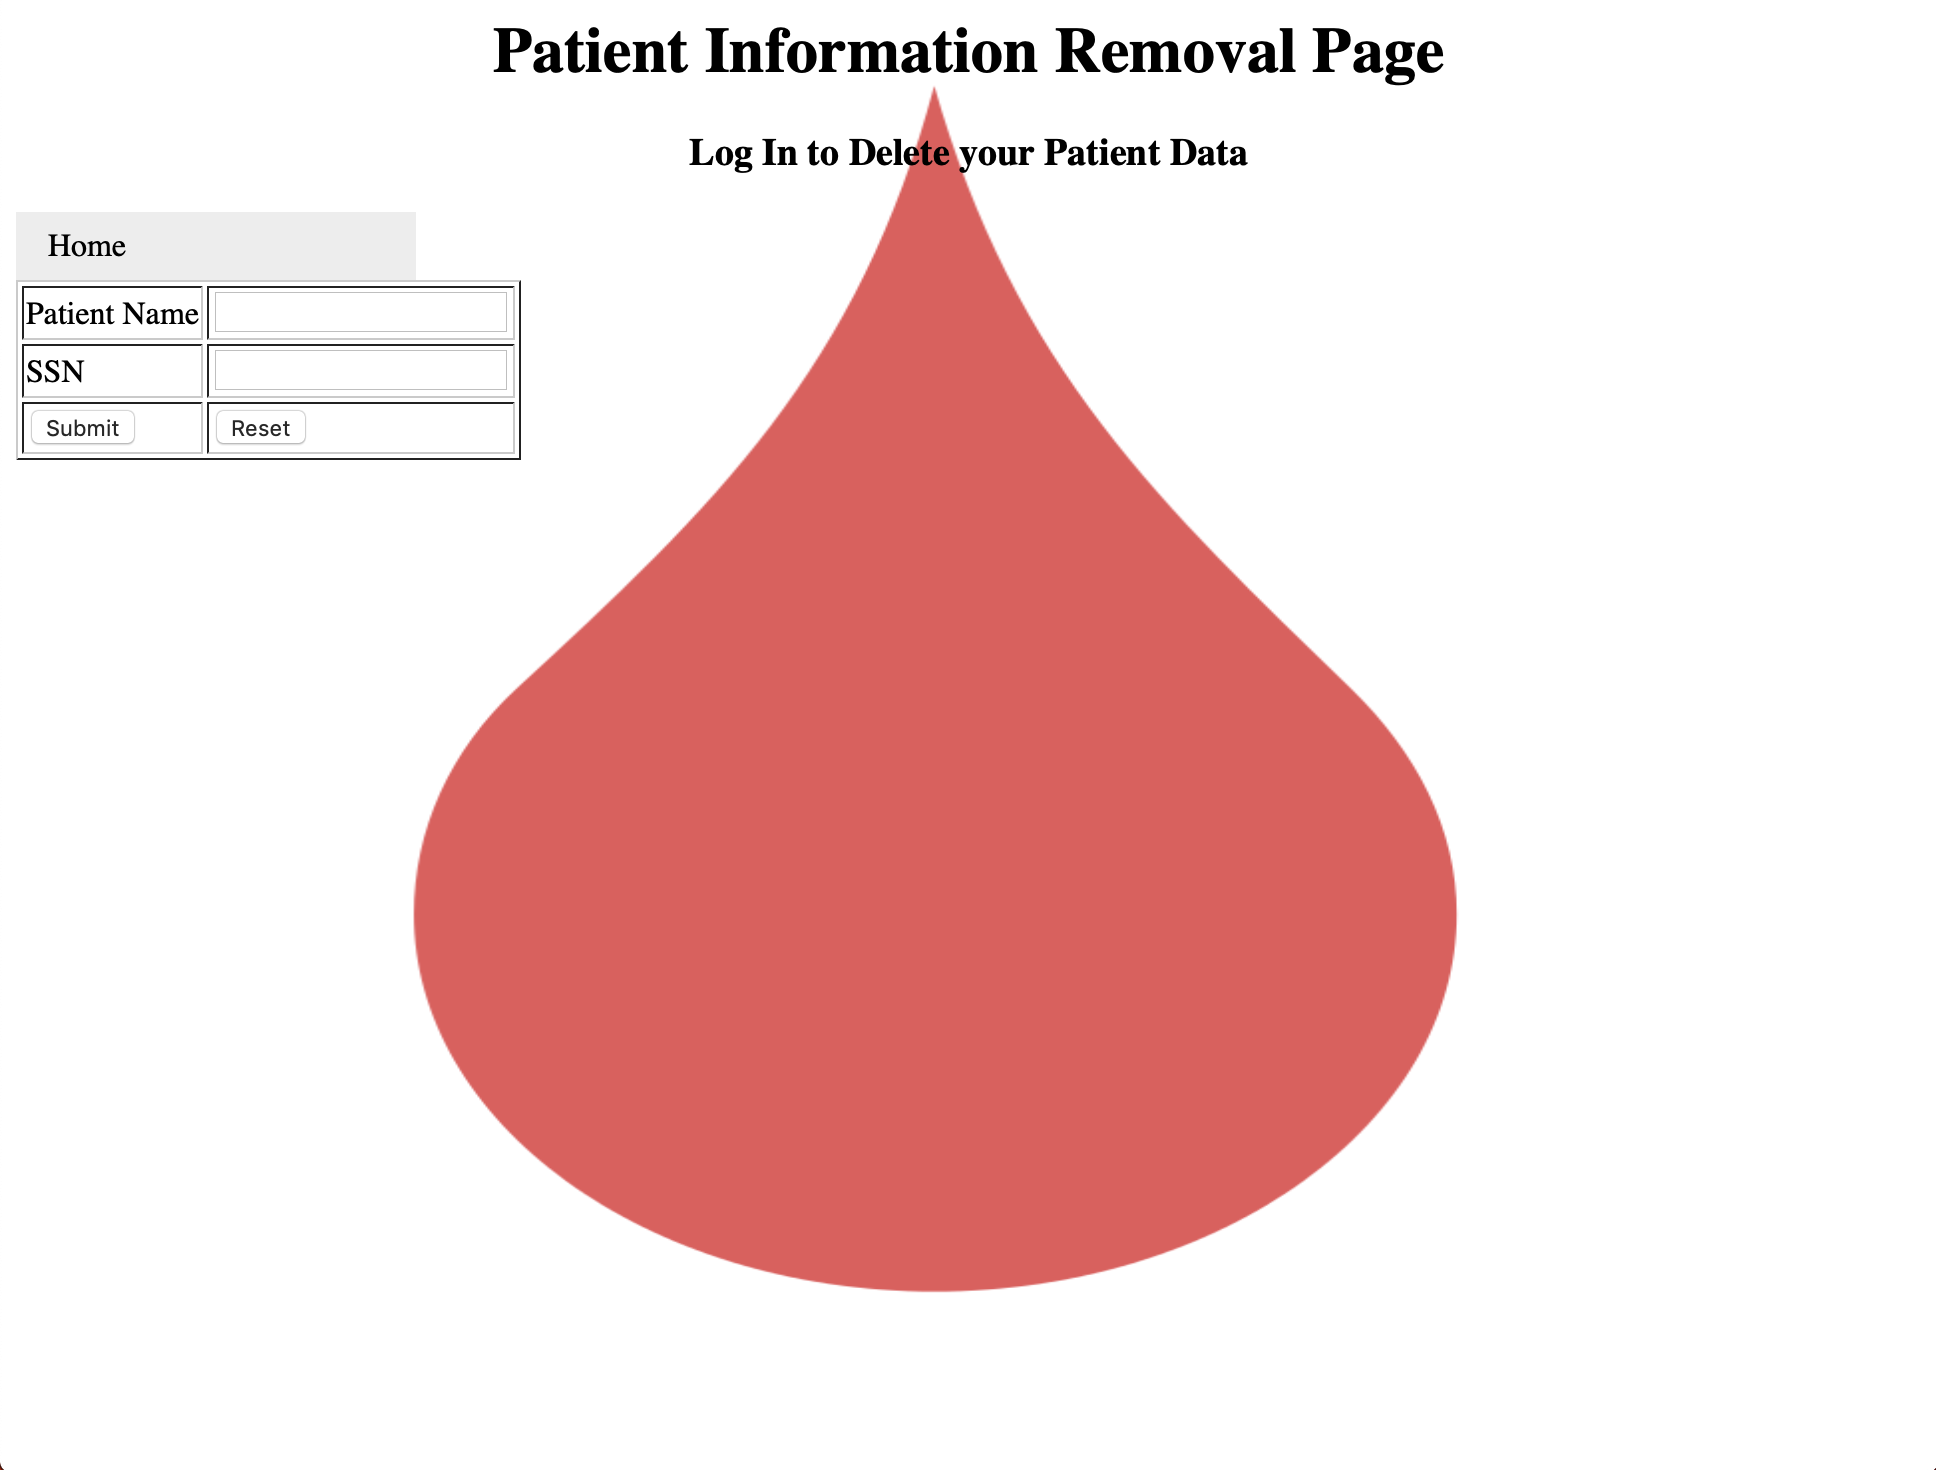 Patient Information Removal Page
Log In to Delete your Patient Data
Home
Patient Name
SSN
Submit Reset